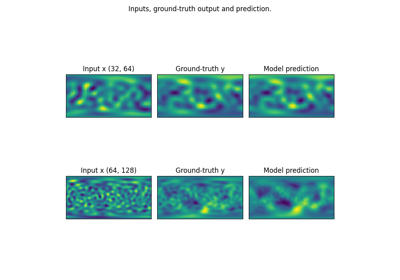 Inputs, ground-truth output and prediction.
Input x (32, 64) Ground-truth y Model prediction
Input x (64, 128) Ground-truth y Model prediction